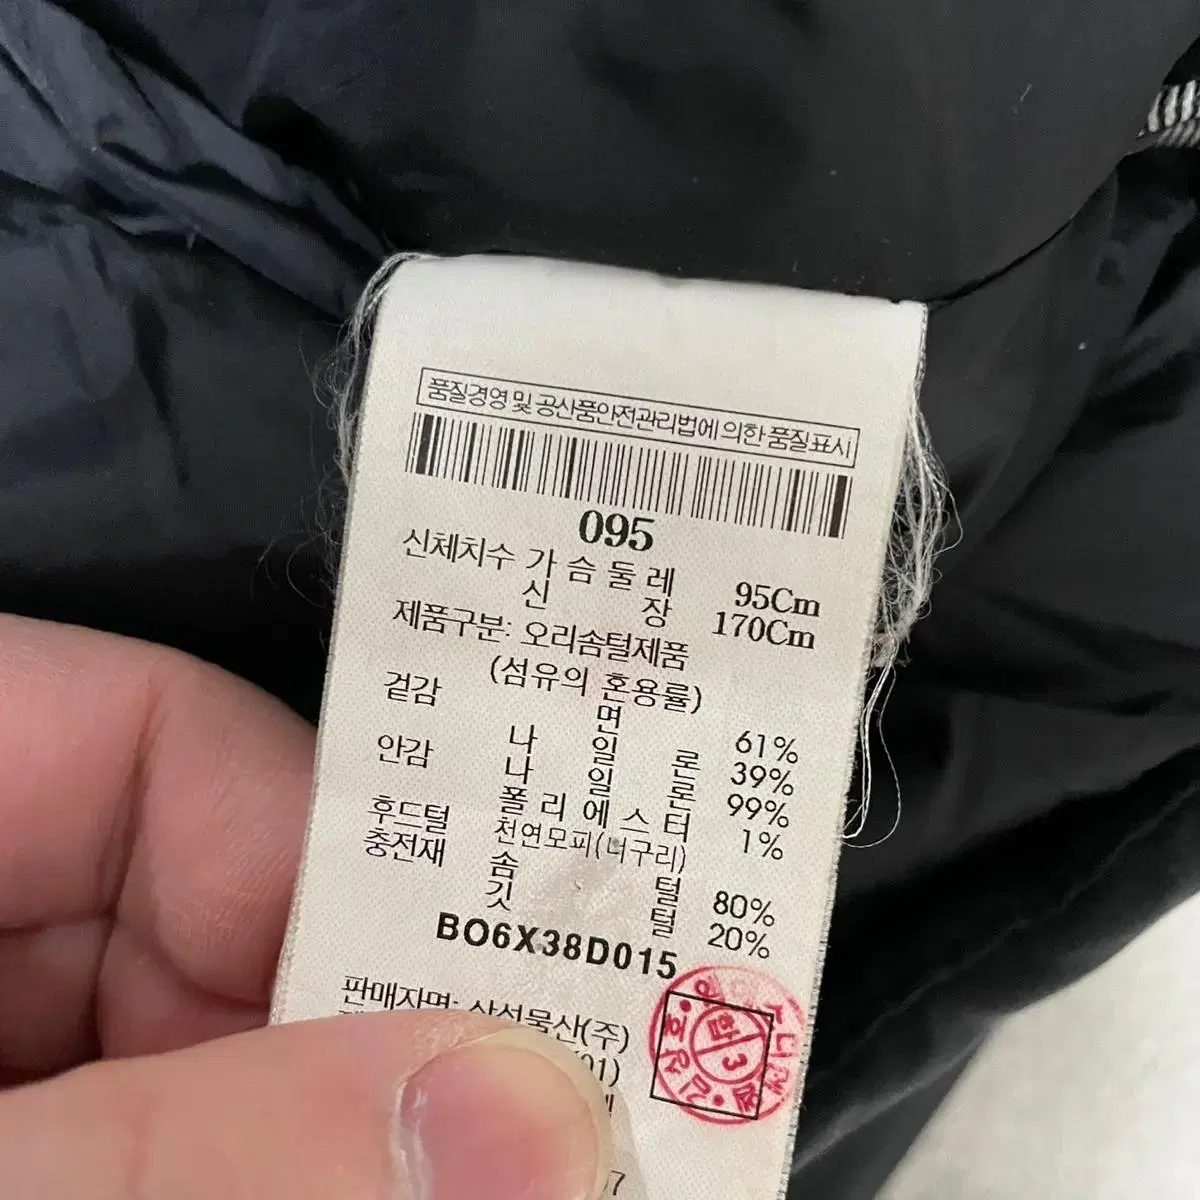 품질경영 및 공산품안전관리법에 의한 품질표시
095
신체치수 가슴둘레 95Cm
신장 170Cm
제품구분: 오리솜털제품
(섬유의 혼용률)
겉감 면 61%
나일론 39%
안감 나일론 99%
폴리에스터 1%
후드털 천연모피(너구리)
충전재 솜털 80%
깃털 20%
BO6X38D015
판매자명: 삼성물산(주)
01)
합
3